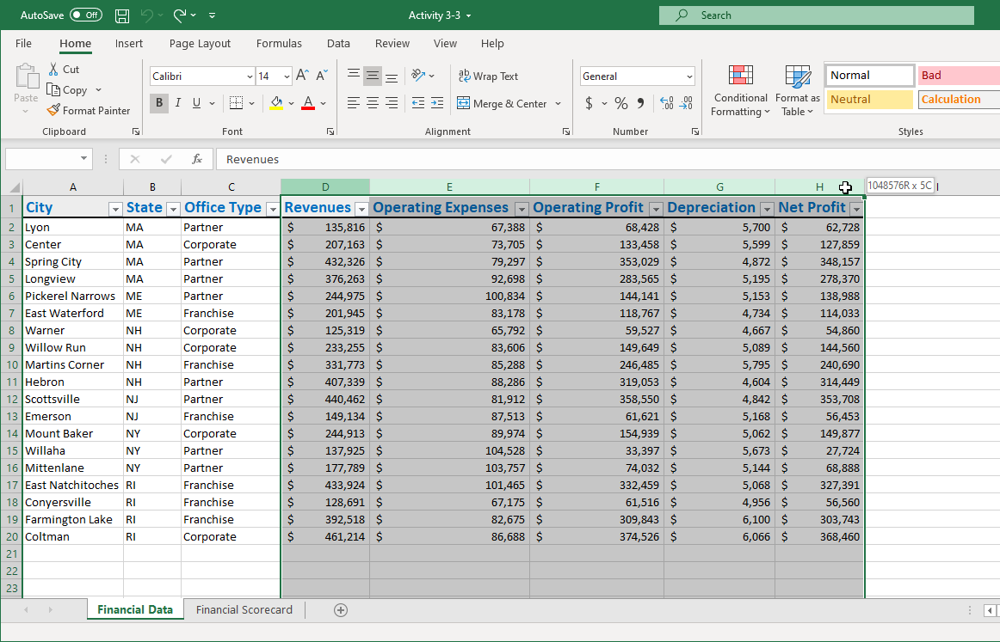 AutoSave Off Activity 3-3 Search
File Home Insert Page Layout Formulas Data Review View Help
Paste Cut Copy Format Painter Clipboard
Calibri 14 A A B I U A Font
ab Wrap Text Merge & Center Alignment
General $ % Number
Conditional Formatting Format as Table Normal Bad Neutral Calculation Styles
fx Revenues
A B C D E F G H 1048576R x 5C I
1 City State Office Type Revenues Operating Expenses Operating Profit Depreciation Net Profit
2 Lyon MA Partner $ 135,816 $ 67,388 $ 68,428 $ 5,700 $ 62,728
3 Center MA Corporate $ 207,163 $ 73,705 $ 133,458 $ 5,599 $ 127,859
4 Spring City MA Partner $ 432,326 $ 79,297 $ 353,029 $ 4,872 $ 348,157
5 Longview MA Partner $ 376,263 $ 92,698 $ 283,565 $ 5,195 $ 278,370
6 Pickerel Narrows ME Partner $ 244,975 $ 100,834 $ 144,141 $ 5,153 $ 138,988
7 East Waterford ME Franchise $ 201,945 $ 83,178 $ 118,767 $ 4,734 $ 114,033
8 Warner NH Corporate $ 125,319 $ 65,792 $ 59,527 $ 4,667 $ 54,860
9 Willow Run NH Corporate $ 233,255 $ 83,606 $ 149,649 $ 5,089 $ 144,560
10 Martins Corner NH Franchise $ 331,773 $ 85,288 $ 246,485 $ 5,795 $ 240,690
11 Hebron NH Partner $ 407,339 $ 88,286 $ 319,053 $ 4,604 $ 314,449
12 Scottsville NJ Partner $ 440,462 $ 81,912 $ 358,550 $ 4,842 $ 353,708
13 Emerson NJ Franchise $ 149,134 $ 87,513 $ 61,621 $ 5,168 $ 56,453
14 Mount Baker NY Corporate $ 244,913 $ 89,974 $ 154,939 $ 5,062 $ 149,877
15 Willaha NY Partner $ 137,925 $ 104,528 $ 33,397 $ 5,673 $ 27,724
16 Mittenlane NY Partner $ 177,789 $ 103,757 $ 74,032 $ 5,144 $ 68,888
17 East Natchitoches RI Franchise $ 433,924 $ 101,465 $ 332,459 $ 5,068 $ 327,391
18 Conyersville RI Franchise $ 128,691 $ 67,175 $ 61,516 $ 4,956 $ 56,560
19 Farmington Lake RI Franchise $ 392,518 $ 82,675 $ 309,843 $ 6,100 $ 303,743
20 Coltman RI Corporate $ 461,214 $ 86,688 $ 374,526 $ 6,066 $ 368,460
21
22
23
Financial Data Financial Scorecard